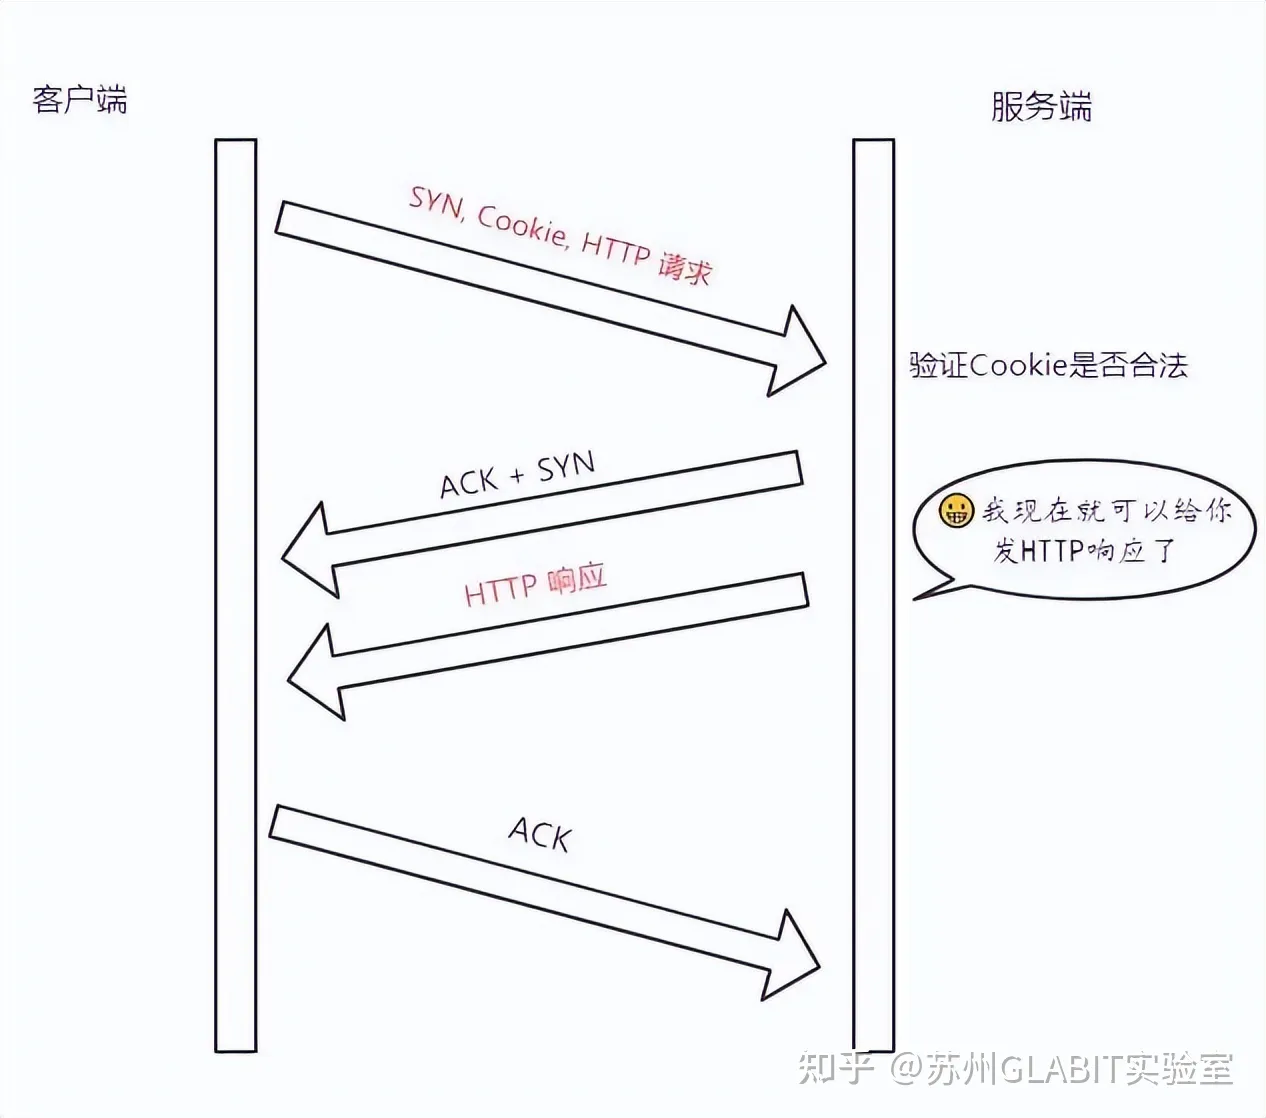 客户端
服务端
SYN, Cookie, HTTP 请求
验证Cookie是否合法
ACK + SYN
我现在就可以给你
发HTTP响应了
HTTP 响应
ACK
知乎 @苏州GLABIT实验室